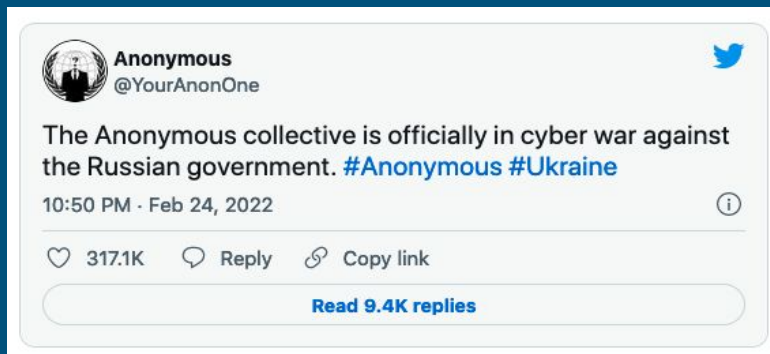 Anonymous
@YourAnonOne
The Anonymous collective is officially in cyber war against
the Russian government. #Anonymous #Ukraine
10:50 PM · Feb 24, 2022
317.1K Reply Copy link
Read 9.4K replies